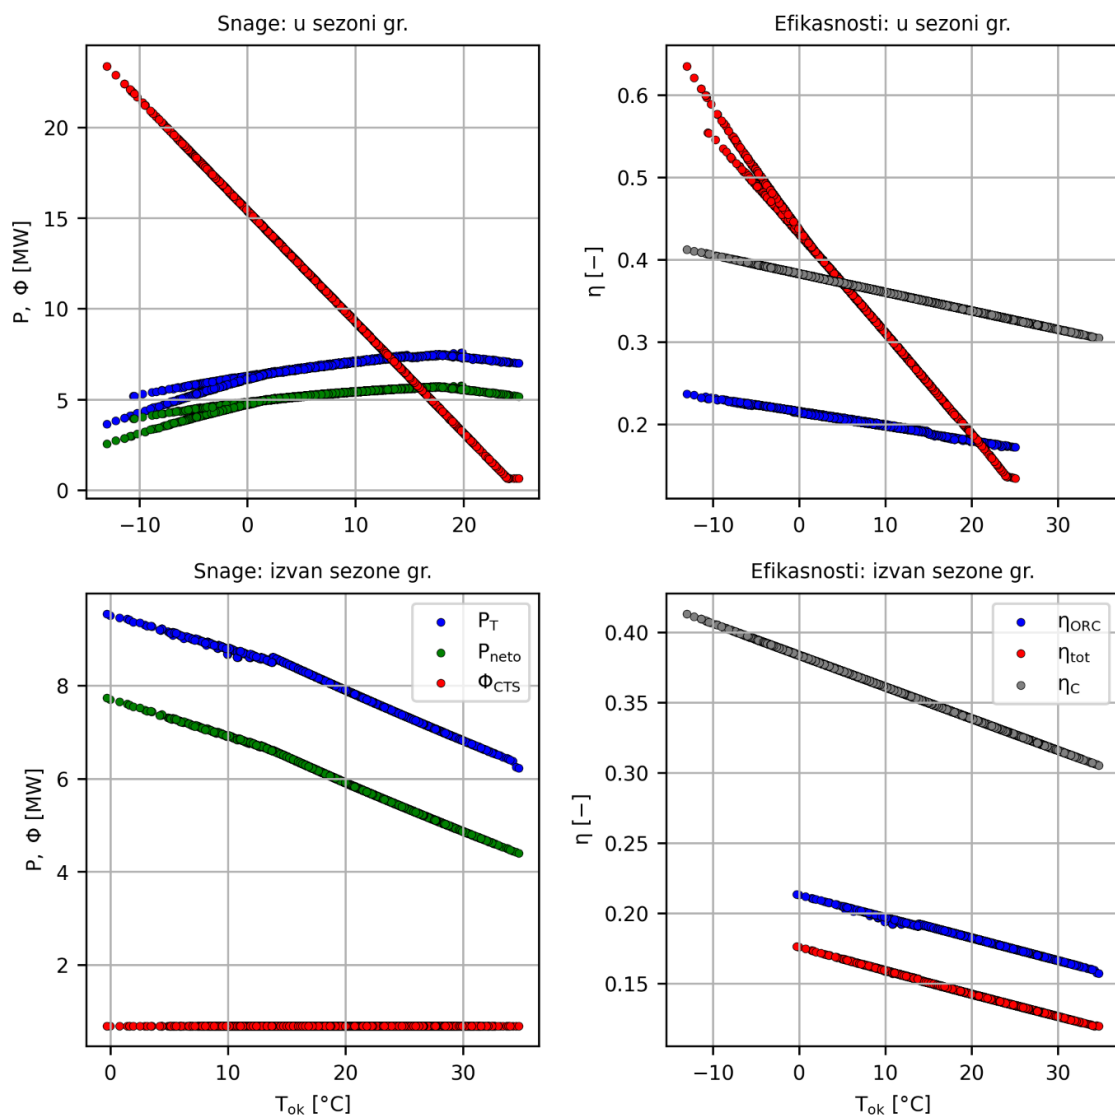 Snage: u sezoni gr.
P, Φ [MW]
20
15
10
5
0
−10 0 10 20
Efikasnosti: u sezoni gr.
η [−]
0.6
0.5
0.4
0.3
0.2
−10 0 10 20 30
Snage: izvan sezone gr.
P, Φ [MW]
8
6
4
2
P_T
P_neto
Φ_CTS
0 10 20 30
T_ok [°C]
Efikasnosti: izvan sezone gr.
η [−]
0.40
0.35
0.30
0.25
0.20
0.15
η_ORC
η_tot
η_C
−10 0 10 20 30
T_ok [°C]